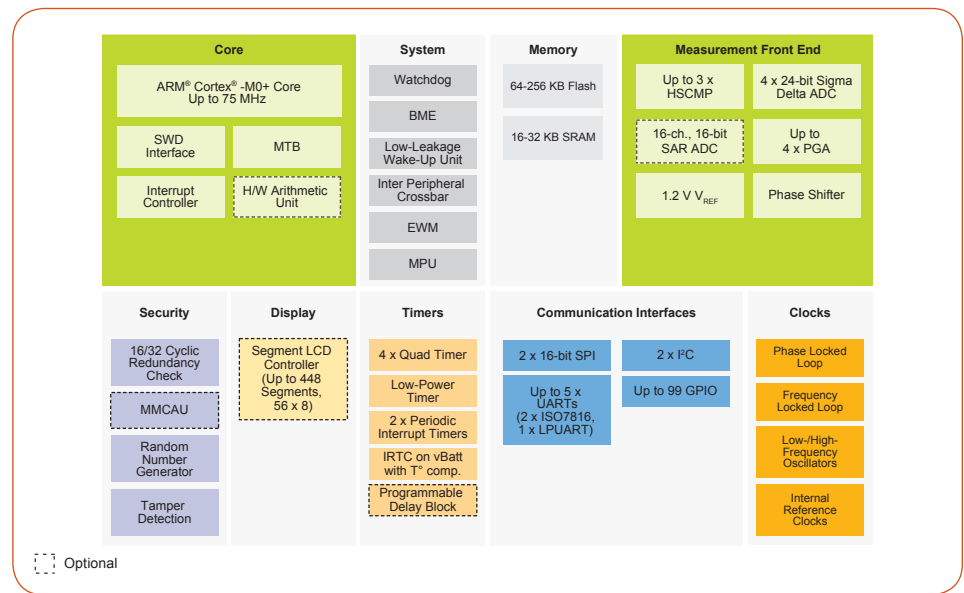 Core
ARM® Cortex® -M0+ Core
Up to 75 MHz
SWD
Interface
MTB
Interrupt
Controller
H/W Arithmetic
Unit
System
Watchdog
BME
Low-Leakage
Wake-Up Unit
Inter Peripheral
Crossbar
EWM
MPU
Memory
64-256 KB Flash
16-32 KB SRAM
Measurement Front End
Up to 3 x
HSCMP
4 x 24-bit Sigma
Delta ADC
16-ch., 16-bit
SAR ADC
Up to
4 x PGA
1.2 V VREF
Phase Shifter
Security
16/32 Cyclic
Redundancy
Check
MMCAU
Random
Number
Generator
Tamper
Detection
Display
Segment LCD
Controller
(Up to 448
Segments,
56 x 8)
Timers
4 x Quad Timer
Low-Power
Timer
2 x Periodic
Interrupt Timers
IRTC on vBatt
with T° comp.
Programmable
Delay Block
Communication Interfaces
2 x 16-bit SPI
2 x I²C
Up to 5 x
UARTs
(2 x ISO7816,
1 x LPUART)
Up to 99 GPIO
Clocks
Phase Locked
Loop
Frequency
Locked Loop
Low-/High-
Frequency
Oscillators
Internal
Reference
Clocks
Optional